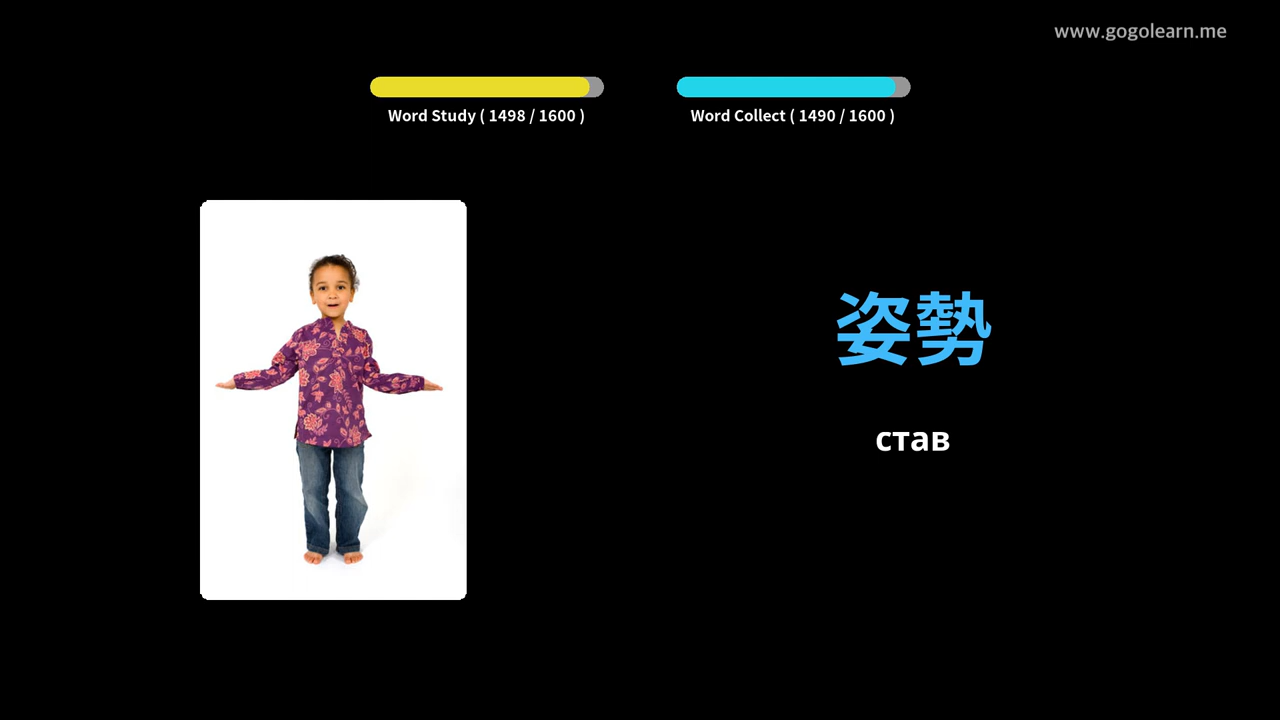 www.gogolearn.me
Word Study ( 1498 / 1600 )
Word Collect ( 1490 / 1600 )
姿勢
став